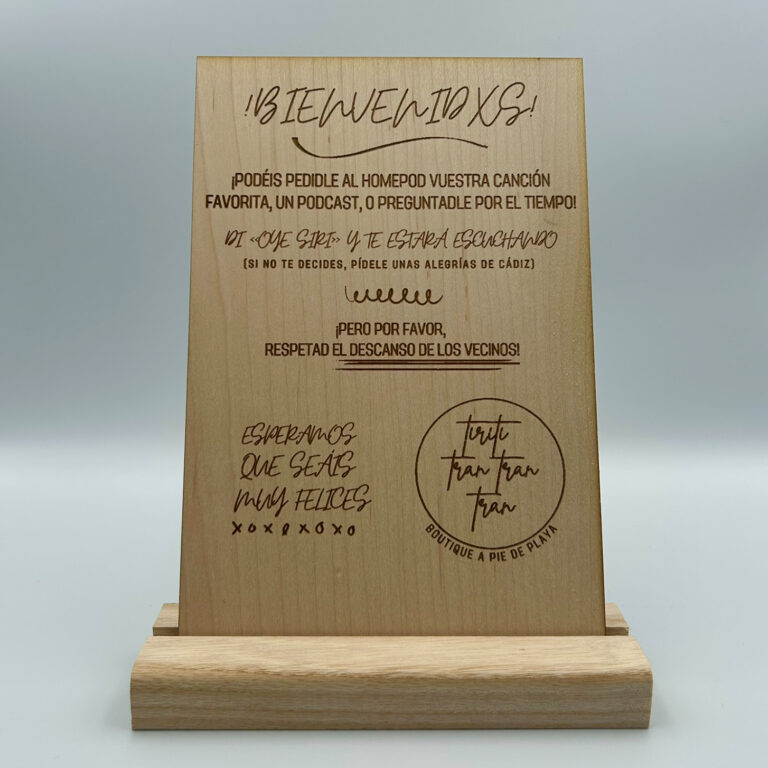 ¡BIENVENIDXS!
¡PODÉIS PEDIDLE AL HOMEPOD VUESTRA CANCIÓN
FAVORITA, UN PODCAST, O PREGUNTADLE POR EL TIEMPO!
DI «OYE SIRI» Y TE ESTARÁ ESCUCHANDO
(SI NO TE DECIDES, PÍDELE UNAS ALEGRÍAS DE CÁDIZ)
¡PERO POR FAVOR,
RESPETAD EL DESCANSO DE LOS VECINOS!
ESPERAMOS
QUE SEÁIS
MUY FELICES
XOXOXOXO
tiriti
tran tran
tran
BOUTIQUE A PIE DE PLAYA